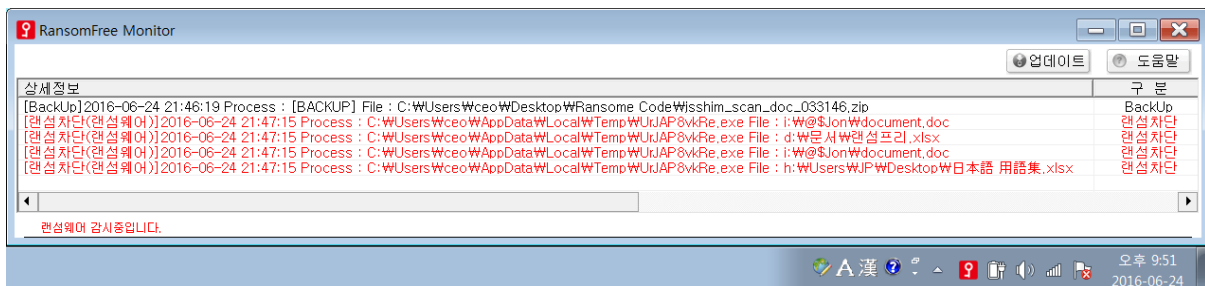 RansomFree Monitor
업데이트 도움말
상세정보 구 분
[BackUp]2016-06-24 21:46:19 Process : [BACKUP] File : C:₩Users₩ceo₩Desktop₩Ransome Code₩isshim_scan_doc_033146.zip BackUp
[랜섬차단(랜섬웨어)]2016-06-24 21:47:15 Process : C:₩Users₩ceo₩AppData₩Local₩Temp₩UrJAP8vkRe.exe File : i:₩@$Jon₩document.doc 랜섬차단
[랜섬차단(랜섬웨어)]2016-06-24 21:47:15 Process : C:₩Users₩ceo₩AppData₩Local₩Temp₩UrJAP8vkRe.exe File : d:₩문서₩랜섬프리.xlsx 랜섬차단
[랜섬차단(랜섬웨어)]2016-06-24 21:47:15 Process : C:₩Users₩ceo₩AppData₩Local₩Temp₩UrJAP8vkRe.exe File : i:₩@$Jon₩document.doc 랜섬차단
[랜섬차단(랜섬웨어)]2016-06-24 21:47:15 Process : C:₩Users₩ceo₩AppData₩Local₩Temp₩UrJAP8vkRe.exe File : h:₩Users₩JP₩Desktop₩日本語 用語集.xlsx 랜섬차단
랜섬웨어 감시중입니다.
A 漢 오후 9:51
2016-06-24